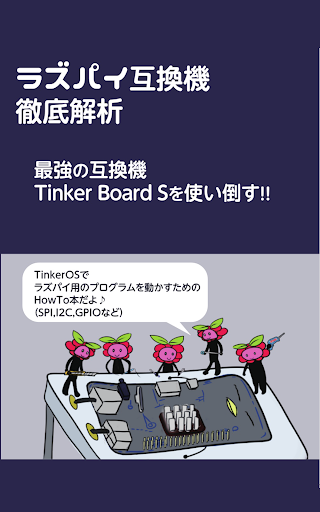 ラズパイ互換機
徹底解析
最強の互換機
Tinker Board Sを使い倒す!!
TinkerOSで
ラズパイ用のプログラムを動かすための
HowTo本だよ♪
(SPI,I2C,GPIOなど)